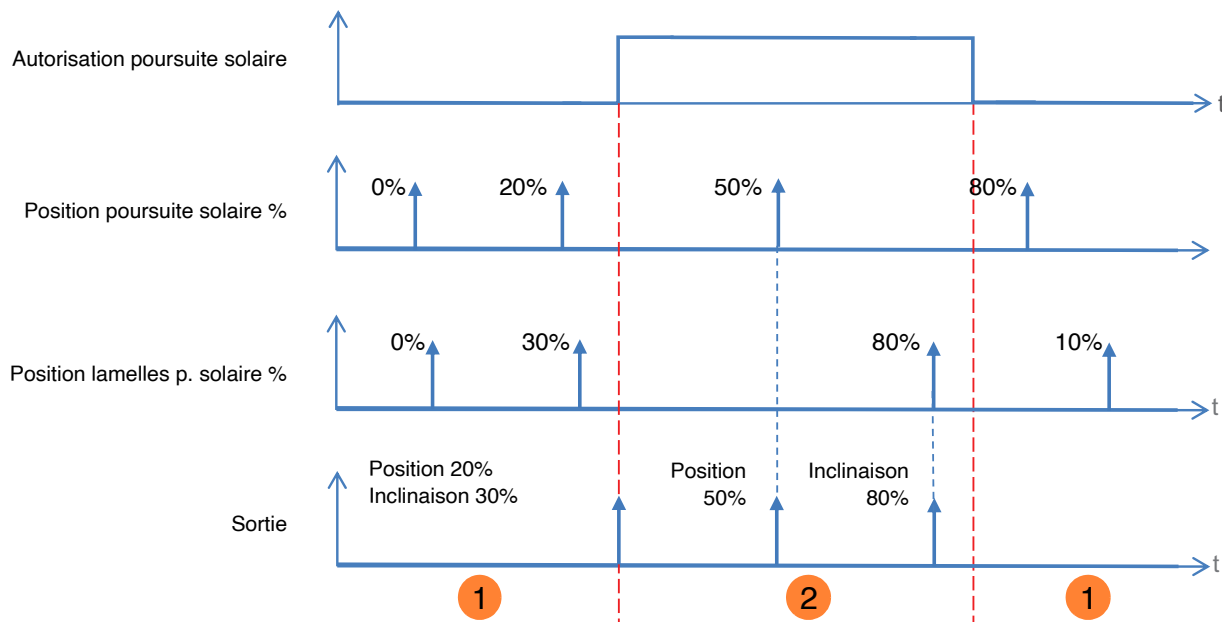 Autorisation poursuite solaire
t
0%
20%
50%
80%
Position poursuite solaire %
0%
30%
80%
10%
Position lamelles p. solaire %
t
Position 20%
Inclinaison 30%
Position
50%
Inclinaison
80%
Sortie
t
1
2
1